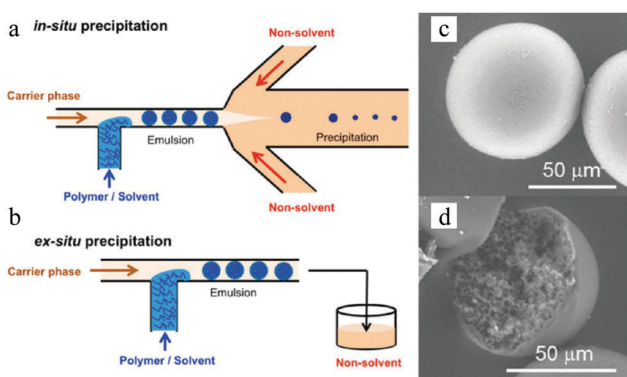 a
in-situ precipitation
Non-solvent
Carrier phase
Emulsion
Precipitation
Polymer / Solvent
Non-solvent
b
ex-situ precipitation
Carrier phase
Emulsion
Polymer / Solvent
Non-solvent
c
50 μm
d
50 μm